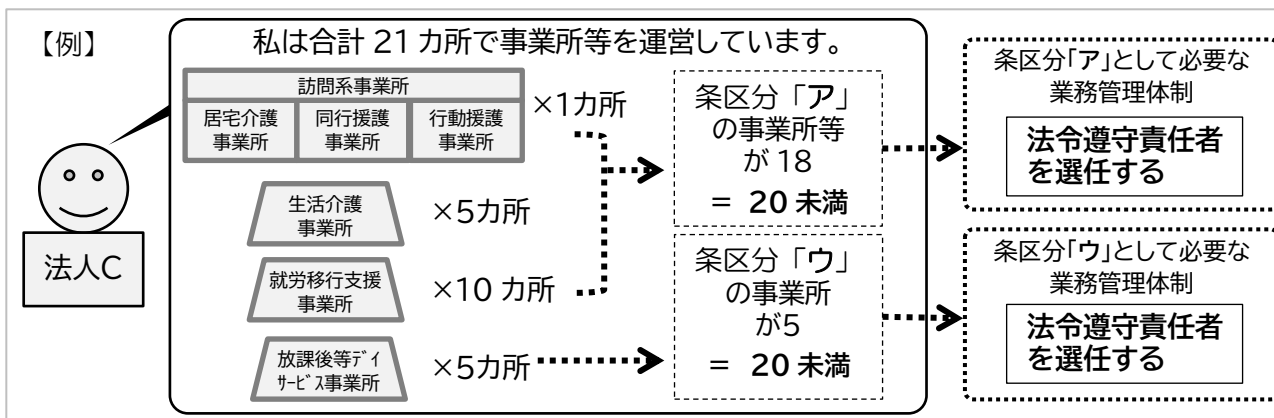 【例】
私は合計 21 カ所で事業所等を運営しています。
訪問系事業所
居宅介護
事業所
同行援護
事業所
行動援護
事業所
×1カ所
生活介護
事業所
×5カ所
就労移行支援
事業所
×10 カ所
放課後等デイ
サービス事業所
×5カ所
法人C
条区分「ア」
の事業所等
が 18
= 20 未満
条区分「ウ」
の事業所
が5
= 20 未満
条区分「ア」として必要な
業務管理体制
法令遵守責任者
を選任する
条区分「ウ」として必要な
業務管理体制
法令遵守責任者
を選任する